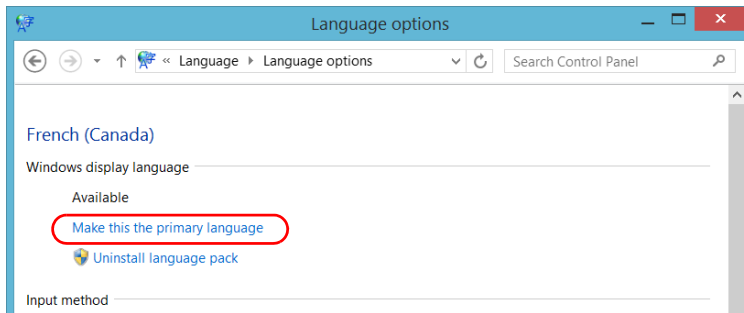 Language options
« Language ▸ Language options Search Control Panel
French (Canada)
Windows display language
Available
Make this the primary language
Uninstall language pack
Input method